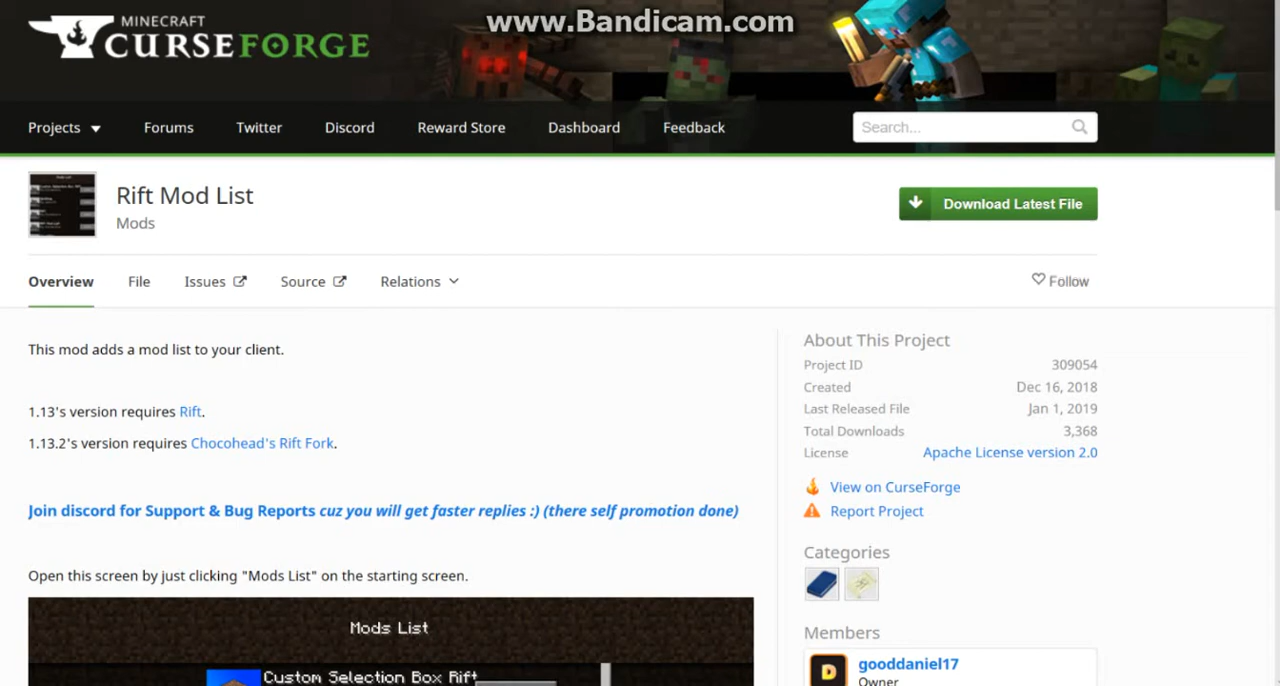 www.Bandicam.com
MINECRAFT
CURSEFORGE
Projects
Forums
Twitter
Discord
Reward Store
Dashboard
Feedback
Search...
Rift Mod List
Mods
Download Latest File
Overview
File
Issues
Source
Relations
Follow
This mod adds a mod list to your client.
1.13's version requires Rift.
1.13.2's version requires Chocohead's Rift Fork.
Join discord for Support & Bug Reports cuz you will get faster replies :) (there self promotion done)
Open this screen by just clicking "Mods List" on the starting screen.
Mods List
Custom Selection Box Rift
About This Project
Project ID 309054
Created Dec 16, 2018
Last Released File Jan 1, 2019
Total Downloads 3,368
License Apache License version 2.0
View on CurseForge
Report Project
Categories
Members
D
gooddaniel17
Owner